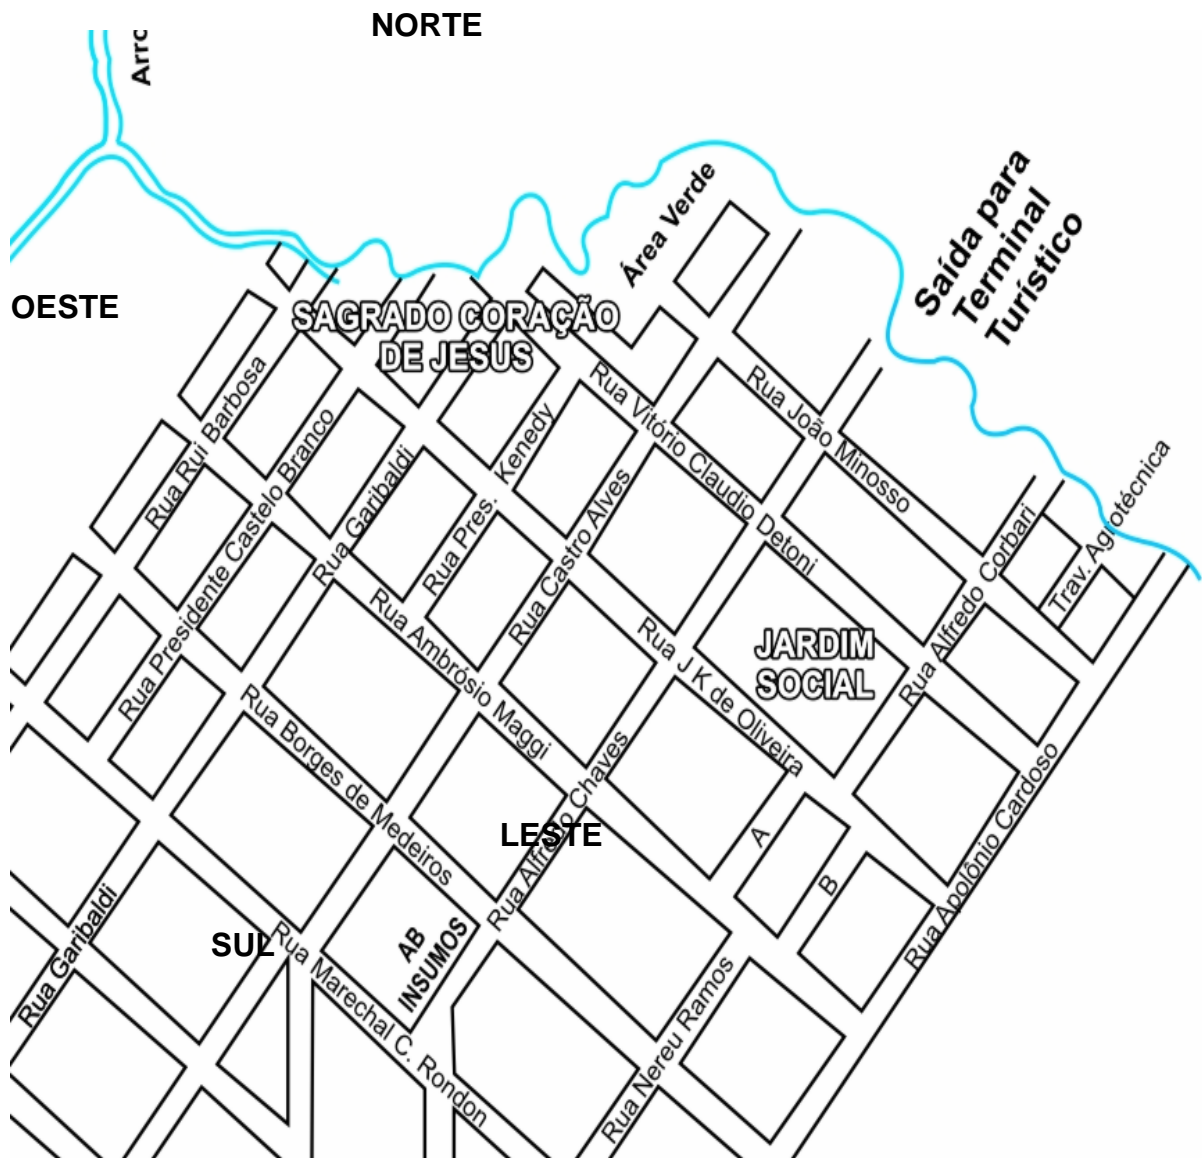 NORTE
Arro
Área Verde
Saída para
Terminal
Turístico
OESTE
SAGRADO CORAÇÃO
DE JESUS
Rua Rui Barbosa
Rua Presidente Castelo Branco
Rua Garibaldi
Rua Pres. Kenedy
Rua Castro Alves
Rua Vitório Claudio Detoni
Rua João Minosso
Rua Alfredo Corbari
Trav. Agrotécnica
Rua Ambrósio Maggi
Rua J K de Oliveira
JARDIM
SOCIAL
Rua Borges de Medeiros
Rua Alfredo Chaves
LESTE
A
B
Rua Apolônio Cardoso
Rua Garibaldi
SUL
Rua Marechal C. Rondon
AB
INSUMOS
Rua Nereu Ramos